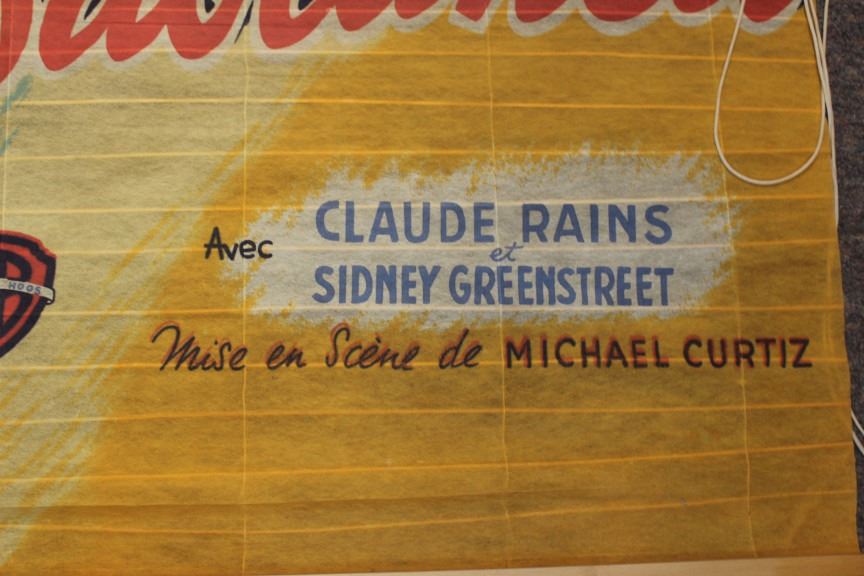 Avec CLAUDE RAINS
et
SIDNEY GREENSTREET
Mise en Scène de MICHAEL CURTIZ